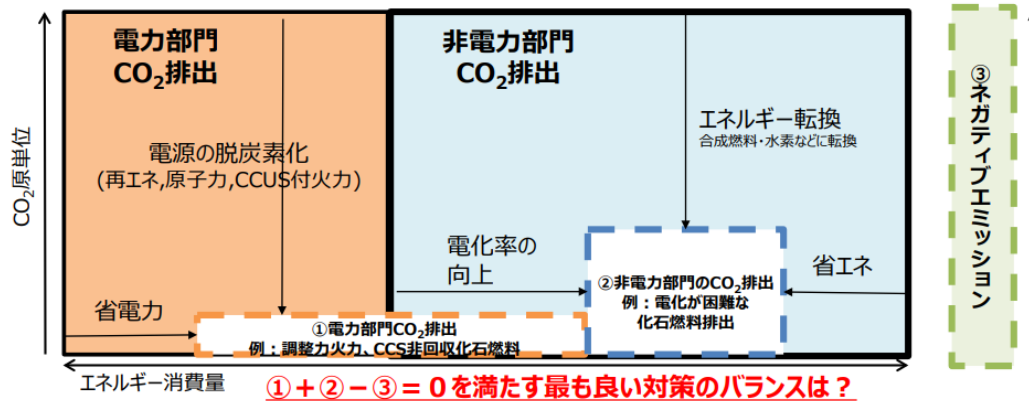 電力部門
CO₂排出
非電力部門
CO₂排出
エネルギー転換
合成燃料・水素などに転換
電源の脱炭素化
(再エネ,原子力,CCUS付火力)
CO₂原単位
電化率の
向上
省エネ
②非電力部門のCO₂排出
例：電化が困難な
化石燃料排出
省電力
①電力部門CO₂排出
例：調整力火力、CCS非回収化石燃料
エネルギー消費量
①＋②－③＝０を満たす最も良い対策のバランスは？
③ネガティブエミッション